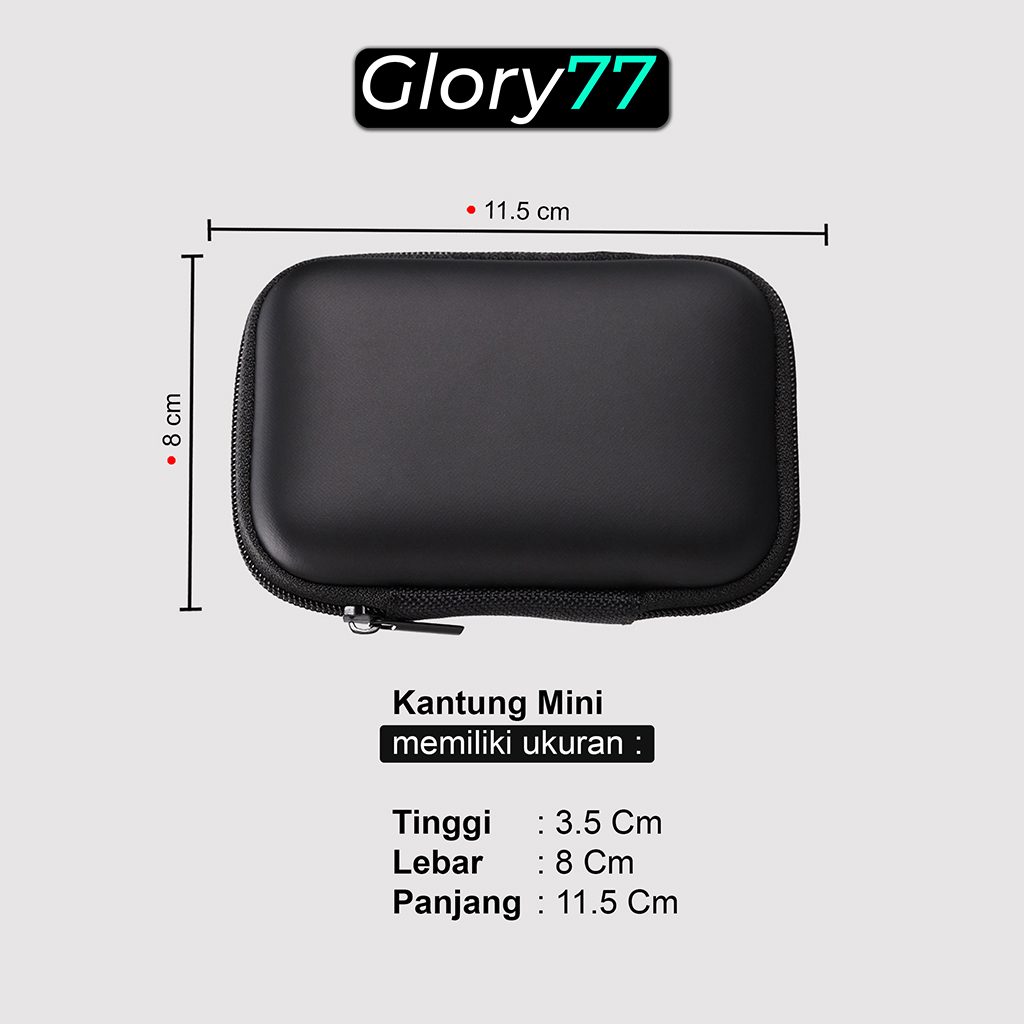 Glory77
• 11.5 cm
• 8 cm
Kantung Mini
memiliki ukuran :
Tinggi : 3.5 Cm
Lebar : 8 Cm
Panjang : 11.5 Cm